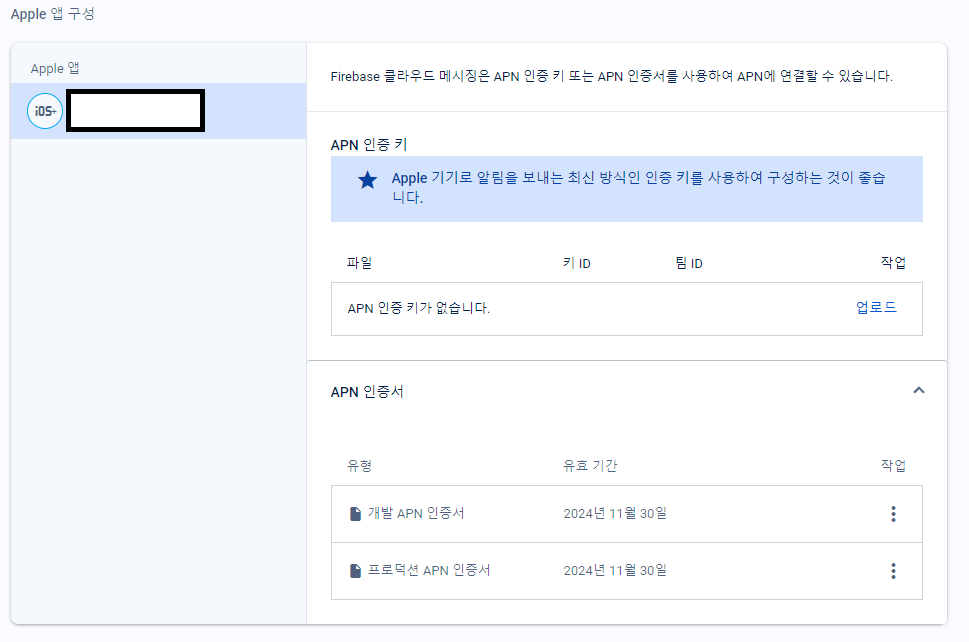 Apple 앱 구성
Apple 앱
iOS+
Firebase 클라우드 메시징은 APN 인증 키 또는 APN 인증서를 사용하여 APN에 연결할 수 있습니다.
APN 인증 키
Apple 기기로 알림을 보내는 최신 방식인 인증 키를 사용하여 구성하는 것이 좋습
니다.
파일 키 ID 팀 ID 작업
APN 인증 키가 없습니다. 업로드
APN 인증서
유형 유효 기간 작업
개발 APN 인증서 2024년 11월 30일
프로덕션 APN 인증서 2024년 11월 30일